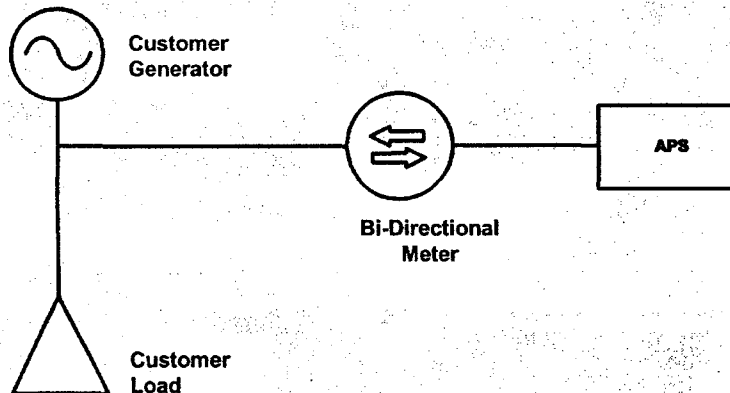 Customer
Generator
APS
Bi-Directional
Meter
Customer
Load